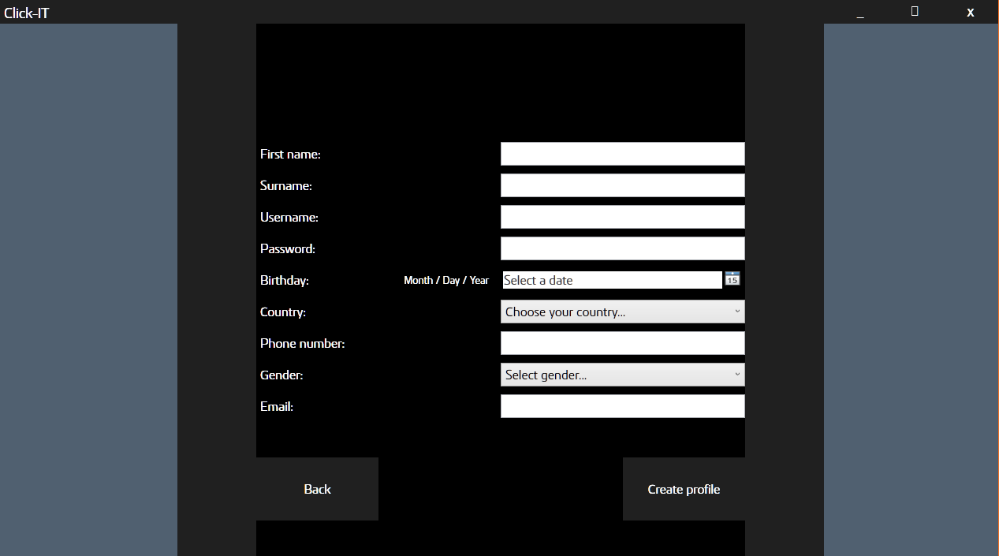 Click-IT
_ X
First name:
Surname:
Username:
Password:
Birthday: Month / Day / Year Select a date 15
Country: Choose your country...
Phone number:
Gender: Select gender...
Email:
Back Create profile